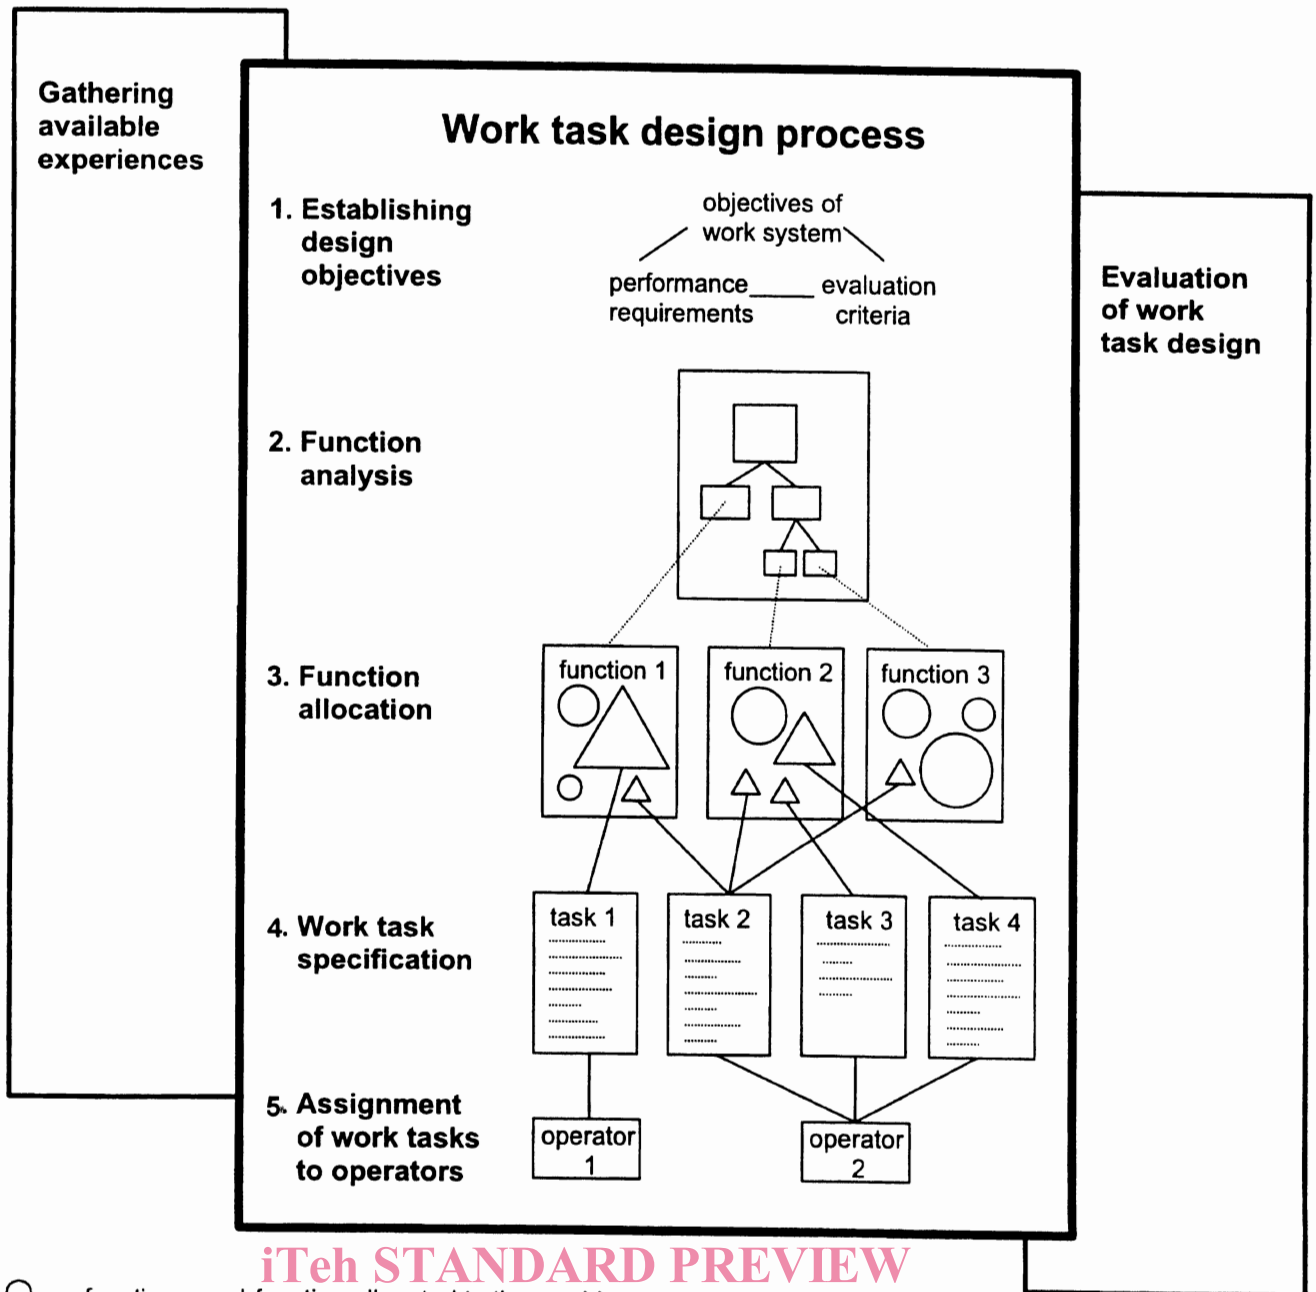 Gathering
available
experiences
Work task design process
1. Establishing
design
objectives
objectives of
work system
performance
requirements
evaluation
criteria
Evaluation
of work
task design
2. Function
analysis
3. Function
allocation
function 1
function 2
function 3
4. Work task
specification
task 1
task 2
task 3
task 4
5. Assignment
of work tasks
to operators
operator
1
operator
2
iTeh STANDARD PREVIEW